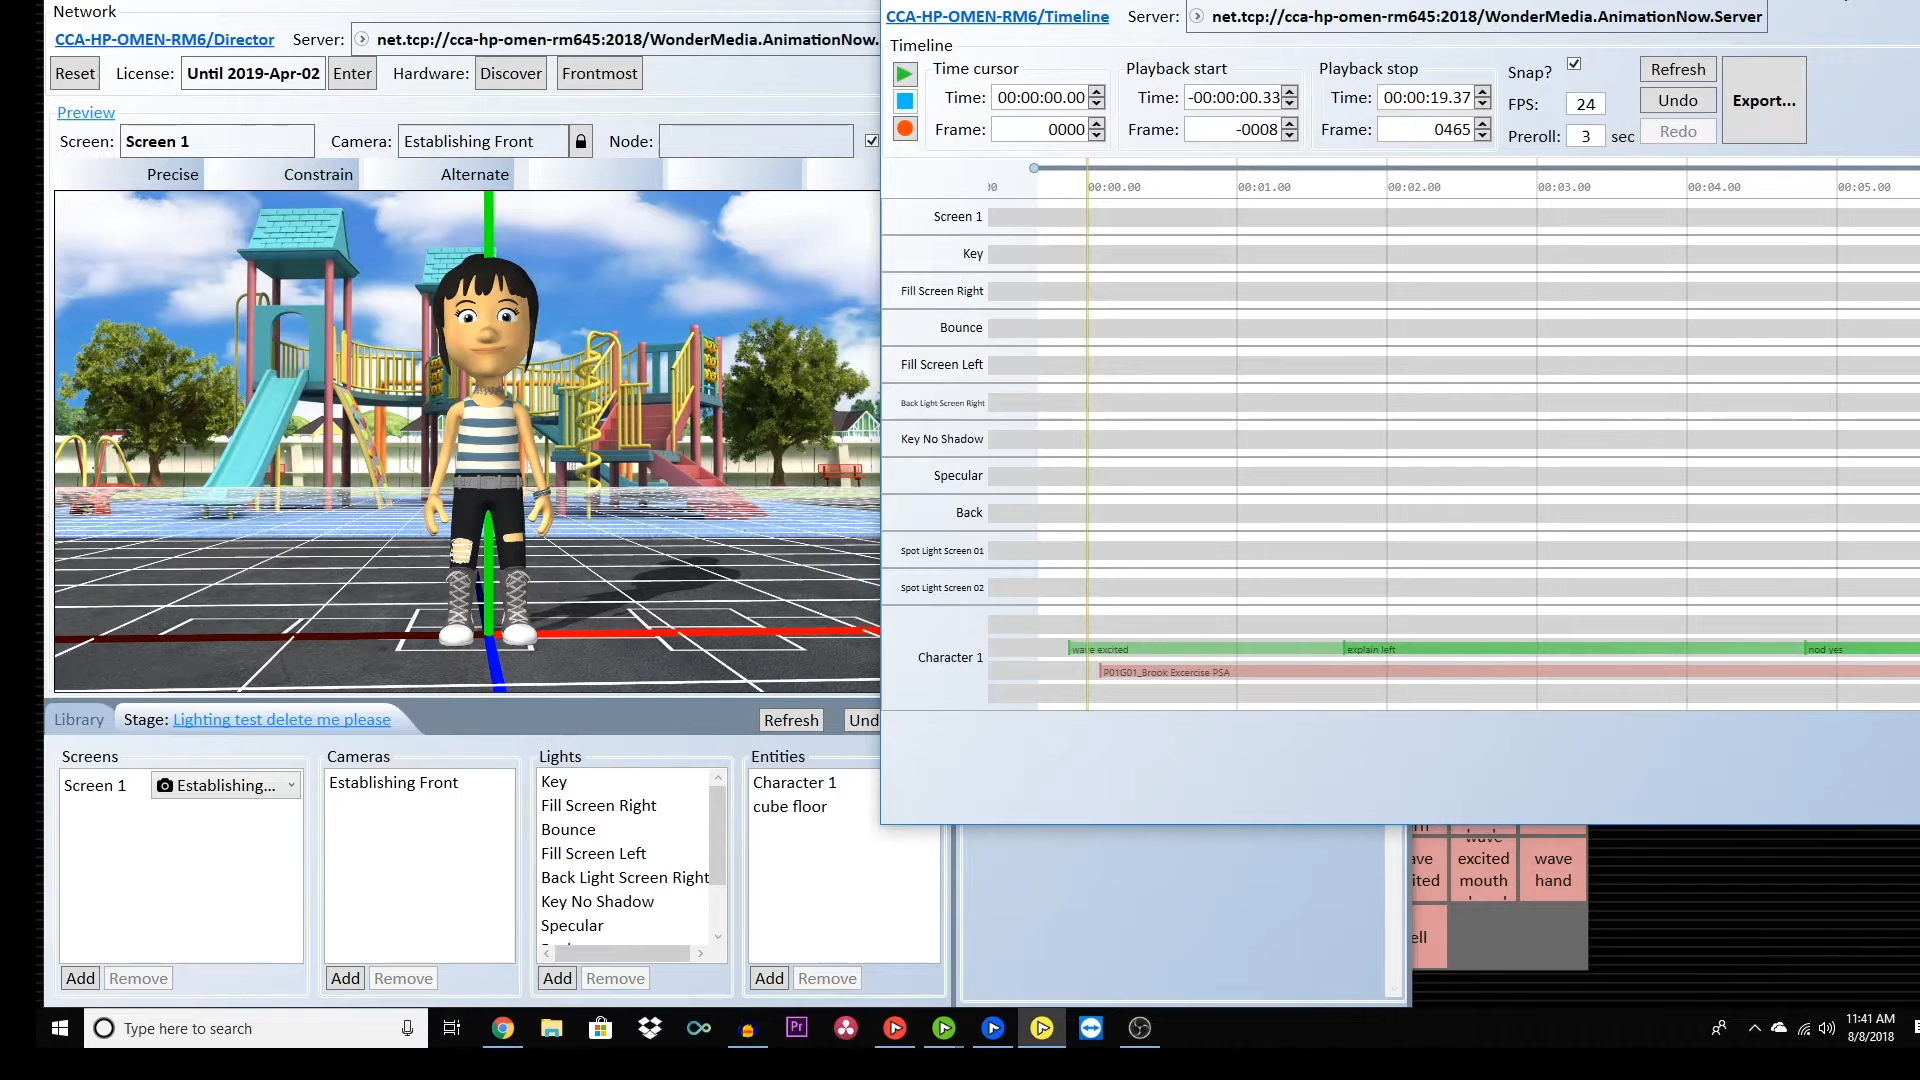 Network
CCA-HP-OMEN-RM6/Director Server: net.tcp://cca-hp-omen-rm645:2018/WonderMedia.AnimationNow.
Reset License: Until 2019-Apr-02 Enter Hardware: Discover Frontmost
Preview
Screen: Screen 1 Camera: Establishing Front Node:
Precise Constrain Alternate
CCA-HP-OMEN-RM6/Timeline Server: net.tcp://cca-hp-omen-rm645:2018/WonderMedia.AnimationNow.Server
Timeline
Time cursor Playback start Playback stop Snap? Refresh
Time: 00:00:00.00 Time: -00:00:00.33 Time: 00:00:19.37 FPS: 24 Undo Export...
Frame: 0000 Frame: -0008 Frame: 0465 Preroll: 3 sec Redo
00:00.00 00:01.00 00:02.00 00:03.00 00:04.00 00:05.00
Screen 1
Key
Fill Screen Right
Bounce
Fill Screen Left
Back Light Screen Right
Key No Shadow
Specular
Back
Spot Light Screen 01
Spot Light Screen 02
Character 1
wave excited explain left nod yes
P01G01_Brook Excercise PSA
Library Stage: Lighting test delete me please Refresh Und
Screens Cameras Lights Entities
Screen 1 Establishing...
Establishing Front
Key
Fill Screen Right
Bounce
Fill Screen Left
Back Light Screen Right
Key No Shadow
Specular
Character 1
cube floor
Add Remove Add Remove Add Remove Add Remove
ave
ited
wave
excited
mouth
wave
hand
ell
Type here to search
Pr
11:41 AM
8/8/2018